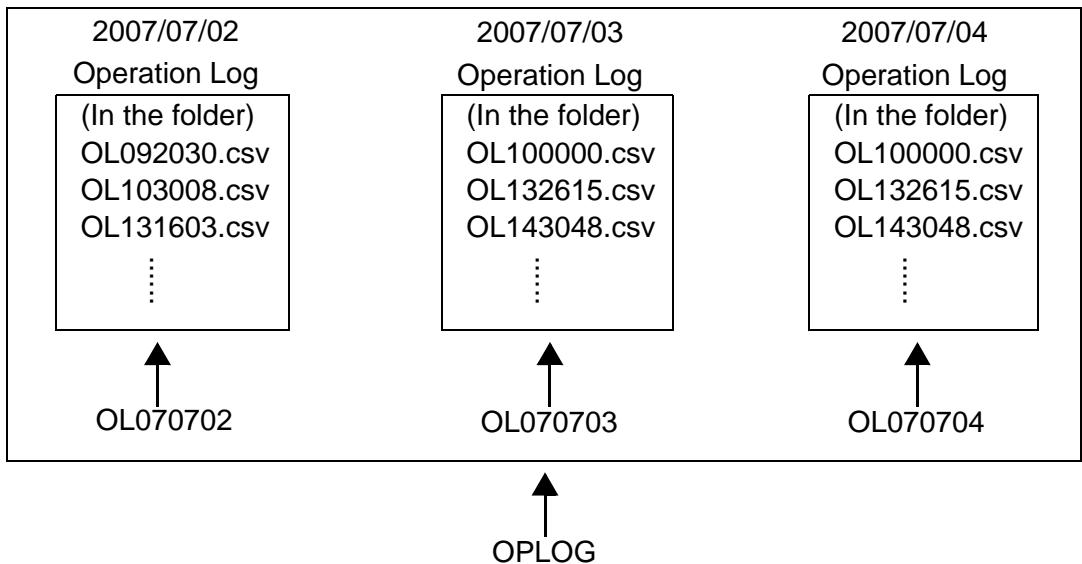 2007/07/02
Operation Log
(In the folder)
OL092030.csv
OL103008.csv
OL131603.csv
OL070702
2007/07/03
Operation Log
(In the folder)
OL100000.csv
OL132615.csv
OL143048.csv
OL070703
2007/07/04
Operation Log
(In the folder)
OL100000.csv
OL132615.csv
OL143048.csv
OL070704
OPLOG